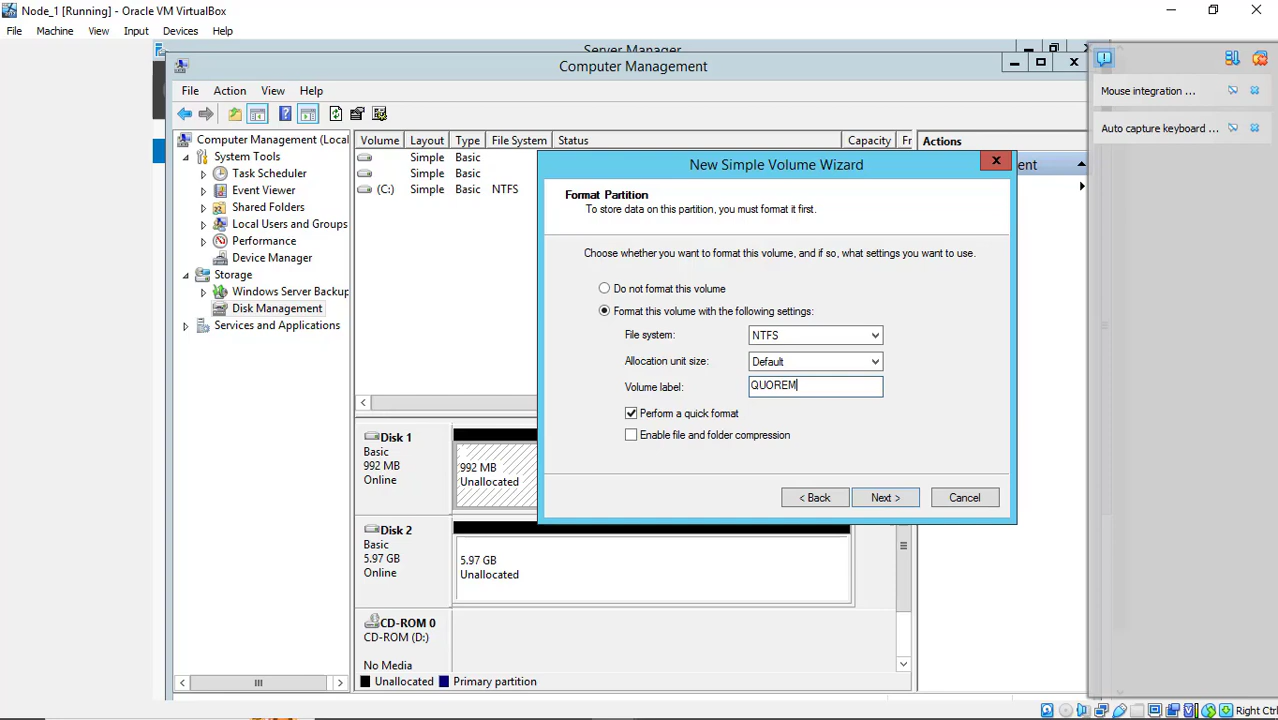 Node_1 [Running] - Oracle VM VirtualBox
File Machine View Input Devices Help
Server Manager
Computer Management
File Action View Help
Mouse integration ...
Auto capture keyboard ...
Computer Management (Local
System Tools
Task Scheduler
Event Viewer
Shared Folders
Local Users and Groups
Performance
Device Manager
Storage
Windows Server Backup
Disk Management
Services and Applications
Volume Layout Type File System Status Capacity Fr
Simple Basic
Simple Basic
(C:) Simple Basic NTFS
Actions
ent
New Simple Volume Wizard
Format Partition
To store data on this partition, you must format it first.
Choose whether you want to format this volume, and if so, what settings you want to use.
Do not format this volume
Format this volume with the following settings:
File system: NTFS
Allocation unit size: Default
Volume label: QUOREM
Perform a quick format
Enable file and folder compression
< Back Next > Cancel
Disk 1
Basic
992 MB
Online
992 MB
Unallocated
Disk 2
Basic
5.97 GB
Online
5.97 GB
Unallocated
CD-ROM 0
CD-ROM (D:)
No Media
Unallocated Primary partition
Right Ctrl